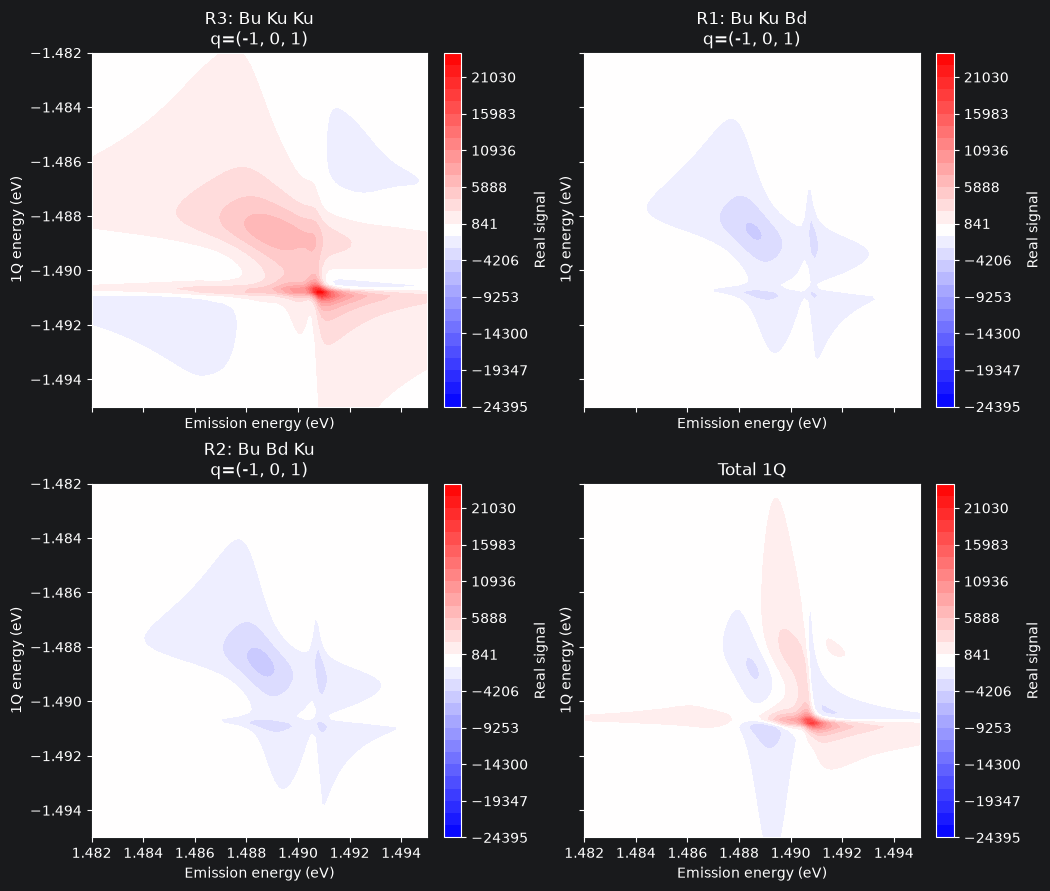 R3: Bu Ku Ku
q=(-1, 0, 1)
R1: Bu Ku Bd
q=(-1, 0, 1)
−1.482
−1.484
−1.486
−1.488
−1.490
−1.492
−1.494
1Q energy (eV)
Emission energy (eV)
21030
15983
10936
5888
841
−4206
−9253
−14300
−19347
−24395
Real signal
1Q energy (eV)
Emission energy (eV)
21030
15983
10936
5888
841
−4206
−9253
−14300
−19347
−24395
Real signal
R2: Bu Bd Ku
q=(-1, 0, 1)
Total 1Q
−1.482
−1.484
−1.486
−1.488
−1.490
−1.492
−1.494
1Q energy (eV)
1.482 1.484 1.486 1.488 1.490 1.492 1.494
Emission energy (eV)
21030
15983
10936
5888
841
−4206
−9253
−14300
−19347
−24395
Real signal
1Q energy (eV)
1.482 1.484 1.486 1.488 1.490 1.492 1.494
Emission energy (eV)
21030
15983
10936
5888
841
−4206
−9253
−14300
−19347
−24395
Real signal